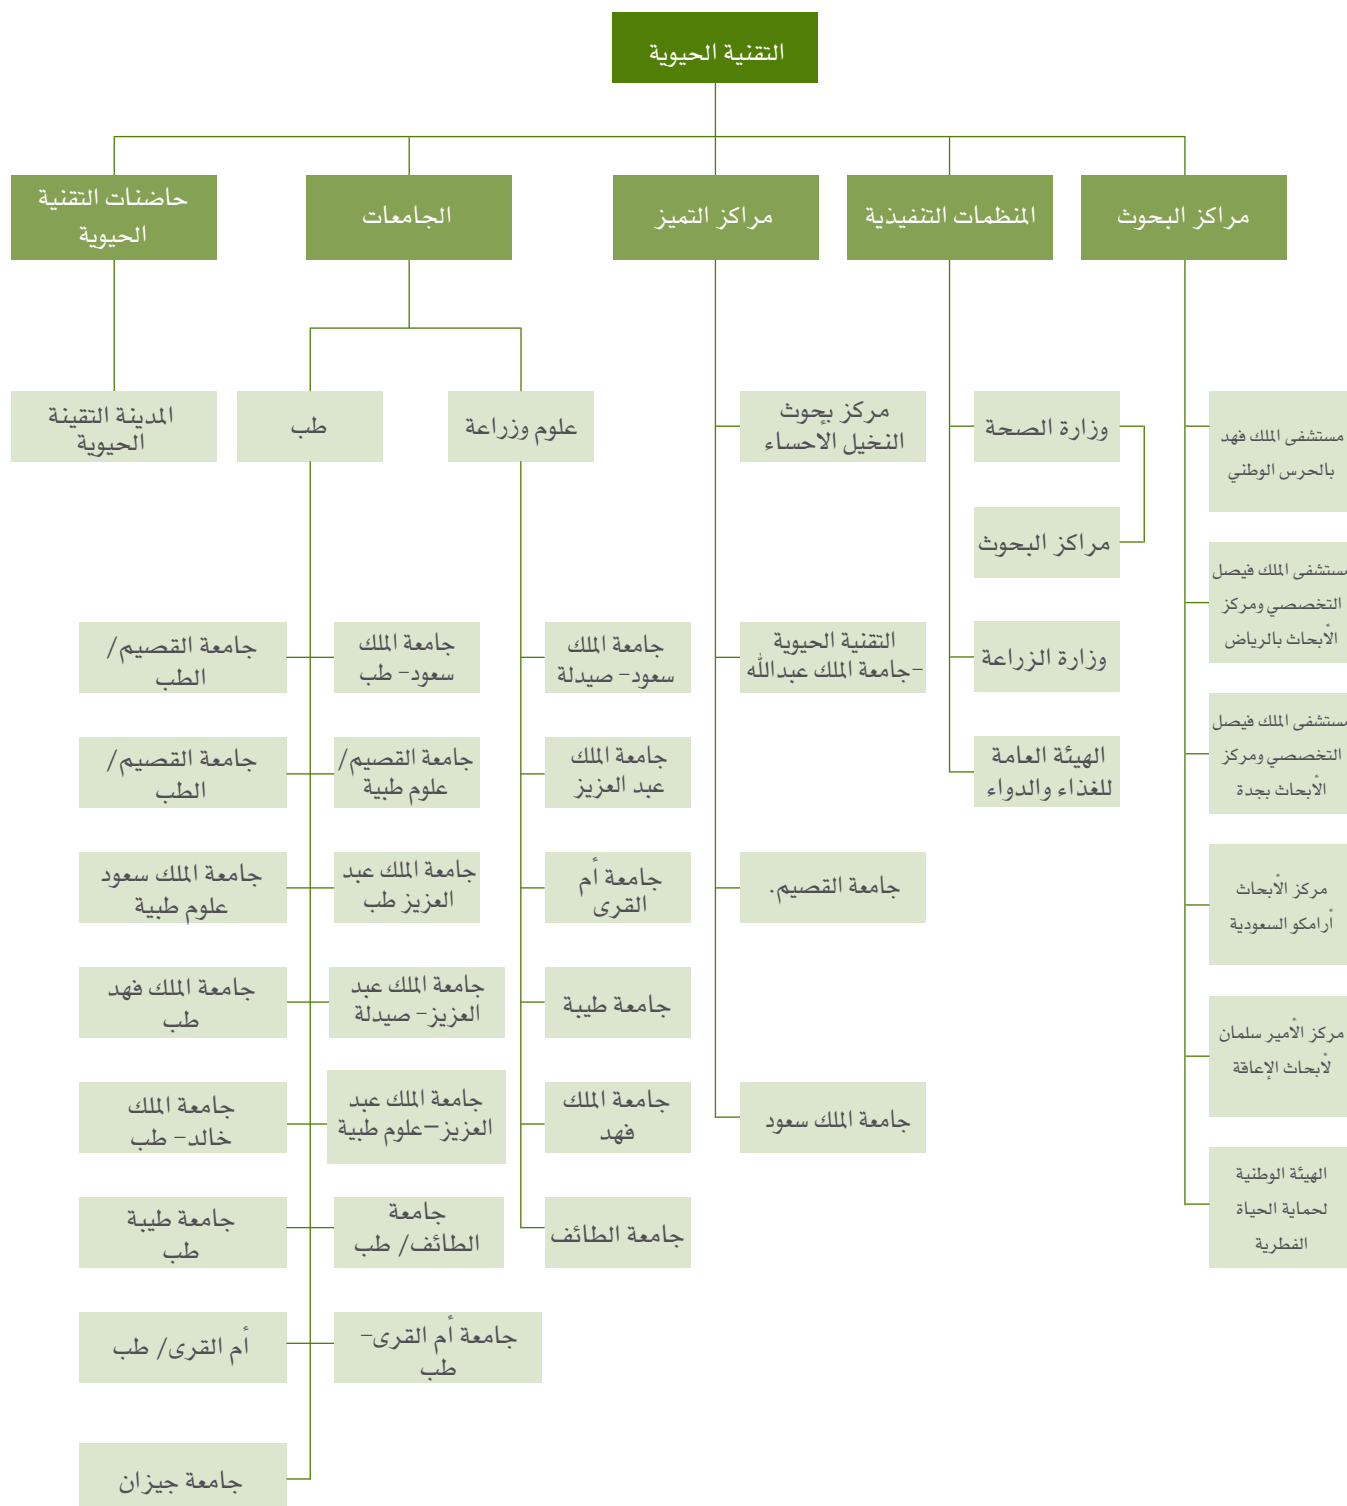 التقنية الحيوية
مراكز البحوث
المنظمات التنفيذية
مراكز التميز
الجامعات
حاضنات التقنية
الحيوية
مستشفى الملك فهد
بالحرس الوطني
مستشفى الملك فيصل
التخصصي ومركز
الأبحاث بالرياض
مستشفى الملك فيصل
التخصصي ومركز
الأبحاث بجدة
مركز الأبحاث
أرامكو السعودية
مركز الأمير سلمان
لأبحاث الإعاقة
الهيئة الوطنية
لحماية الحياة
الفطرية
وزارة الصحة
مراكز البحوث
وزارة الزراعة
الهيئة العامة
للغذاء والدواء
مركز بحوث
النخيل الاحساء
التقنية الحيوية
-جامعة الملك عبدالله
جامعة القصيم.
جامعة الملك سعود
علوم وزراعة
جامعة الملك
سعود- صيدلة
جامعة الملك
عبد العزيز
جامعة أم
القرى
جامعة طيبة
جامعة الملك
فهد
جامعة الطائف
طب
جامعة الملك
سعود- طب
جامعة القصيم/
علوم طبية
جامعة الملك عبد
العزيز طب
جامعة الملك عبد
العزيز- صيدلة
جامعة الملك عبد
العزيز–علوم طبية
جامعة
الطائف/ طب
جامعة أم القرى-
طب
جامعة القصيم/
الطب
جامعة القصيم/
الطب
جامعة الملك سعود
علوم طبية
جامعة الملك فهد
طب
جامعة الملك
خالد- طب
جامعة طيبة
طب
أم القرى/ طب
جامعة جيزان
المدينة التقينة
الحيوية